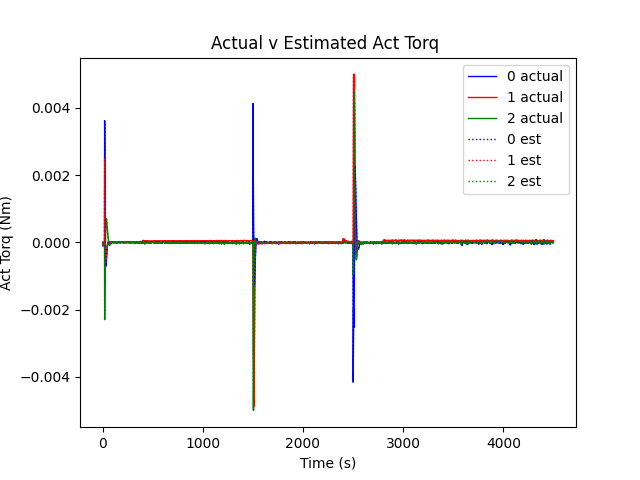 Actual v Estimated Act Torq
0 actual
1 actual
2 actual
0 est
1 est
2 est
0.004
0.002
0.000
−0.002
−0.004
Act Torq (Nm)
0 1000 2000 3000 4000
Time (s)